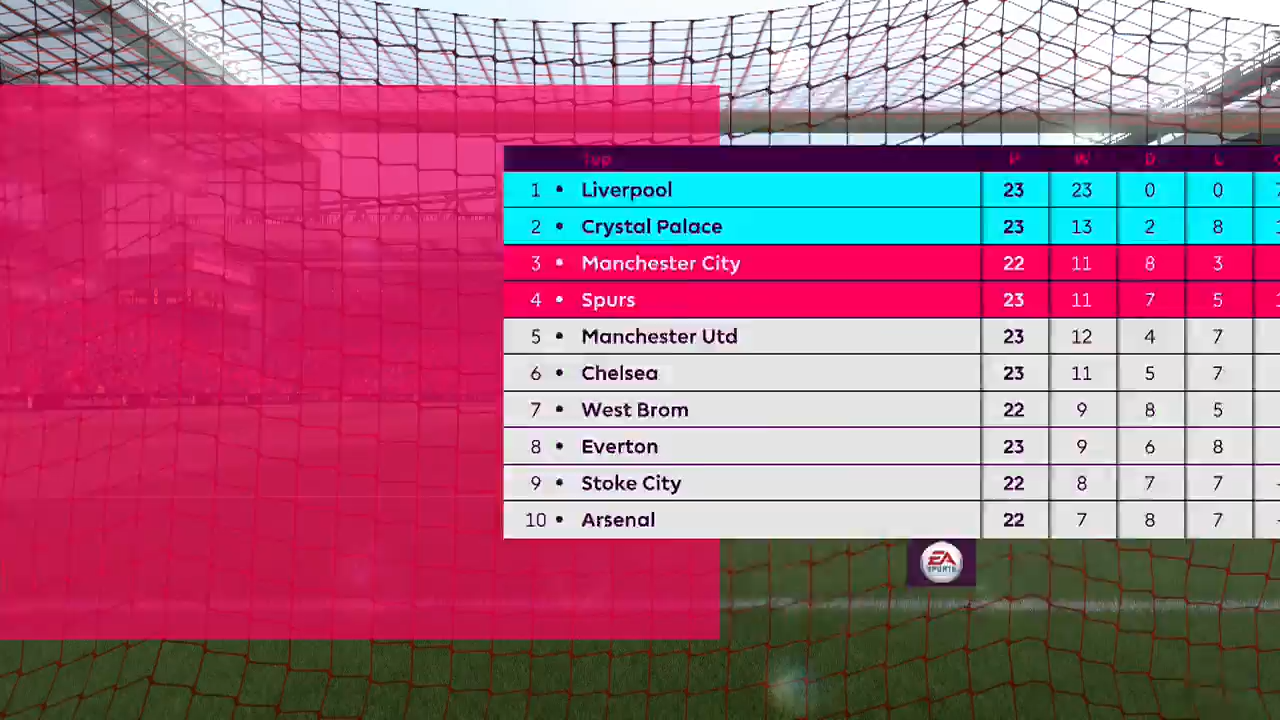 Top P W D L
1 • Liverpool 23 23 0 0
2 • Crystal Palace 23 13 2 8
3 • Manchester City 22 11 8 3
4 • Spurs 23 11 7 5
5 • Manchester Utd 23 12 4 7
6 • Chelsea 23 11 5 7
7 • West Brom 22 9 8 5
8 • Everton 23 9 6 8
9 • Stoke City 22 8 7 7
10 • Arsenal 22 7 8 7
EA
SPORTS